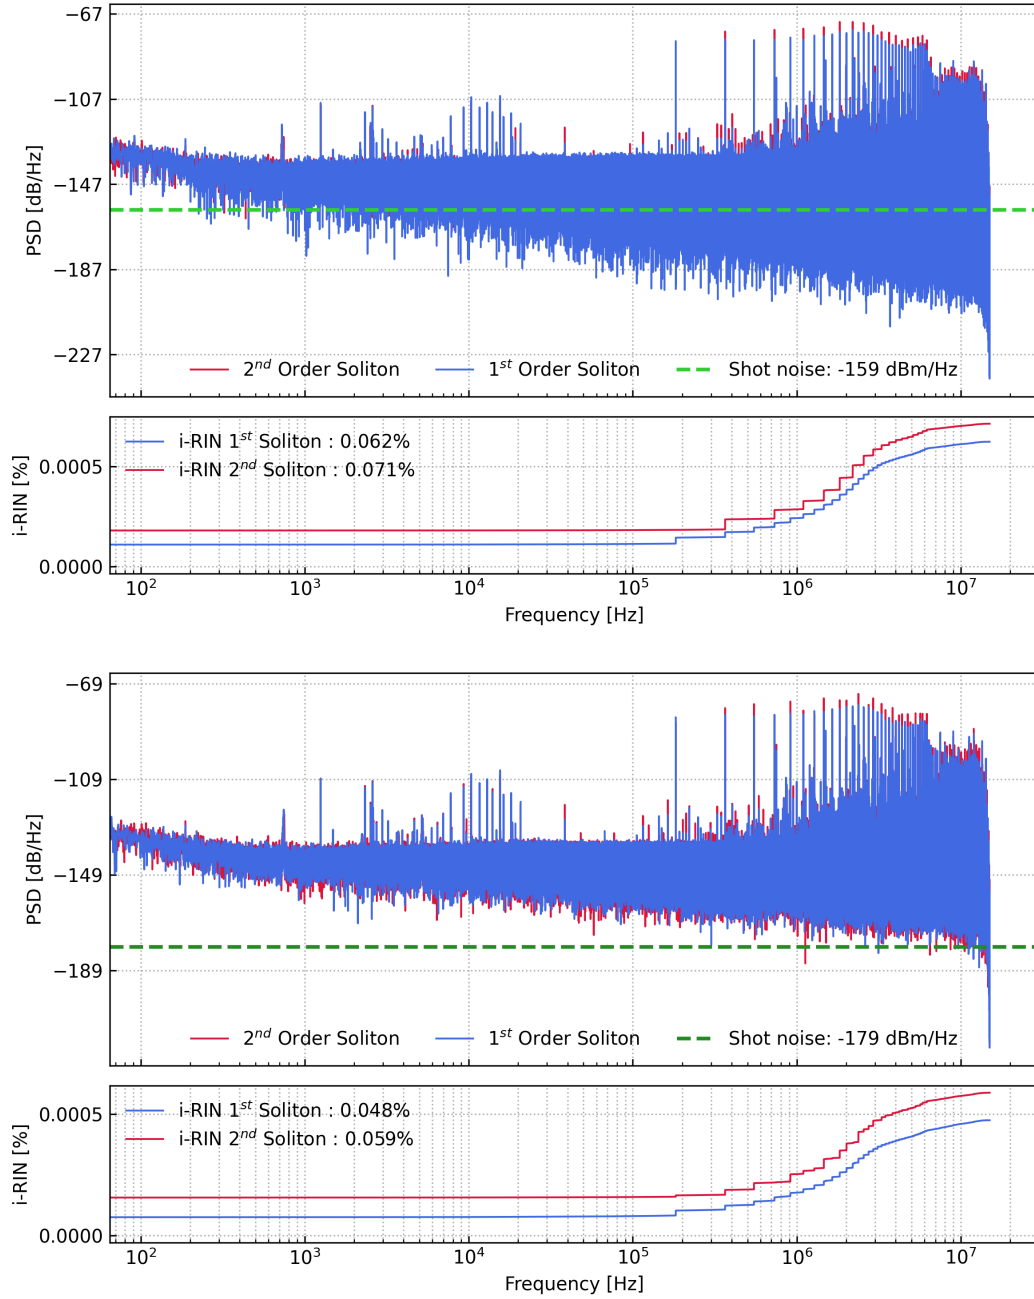 −67
−107
−147
−187
−227
PSD [dB/Hz]
2nd Order Soliton 1st Order Soliton Shot noise: -159 dBm/Hz
i-RIN 1st Soliton : 0.062%
i-RIN 2nd Soliton : 0.071%
0.0005
0.0000
i-RIN [%]
10² 10³ 10⁴ 10⁵ 10⁶ 10⁷
Frequency [Hz]
−69
−109
−149
−189
PSD [dB/Hz]
2nd Order Soliton 1st Order Soliton Shot noise: -179 dBm/Hz
i-RIN 1st Soliton : 0.048%
i-RIN 2nd Soliton : 0.059%
0.0005
0.0000
i-RIN [%]
10² 10³ 10⁴ 10⁵ 10⁶ 10⁷
Frequency [Hz]